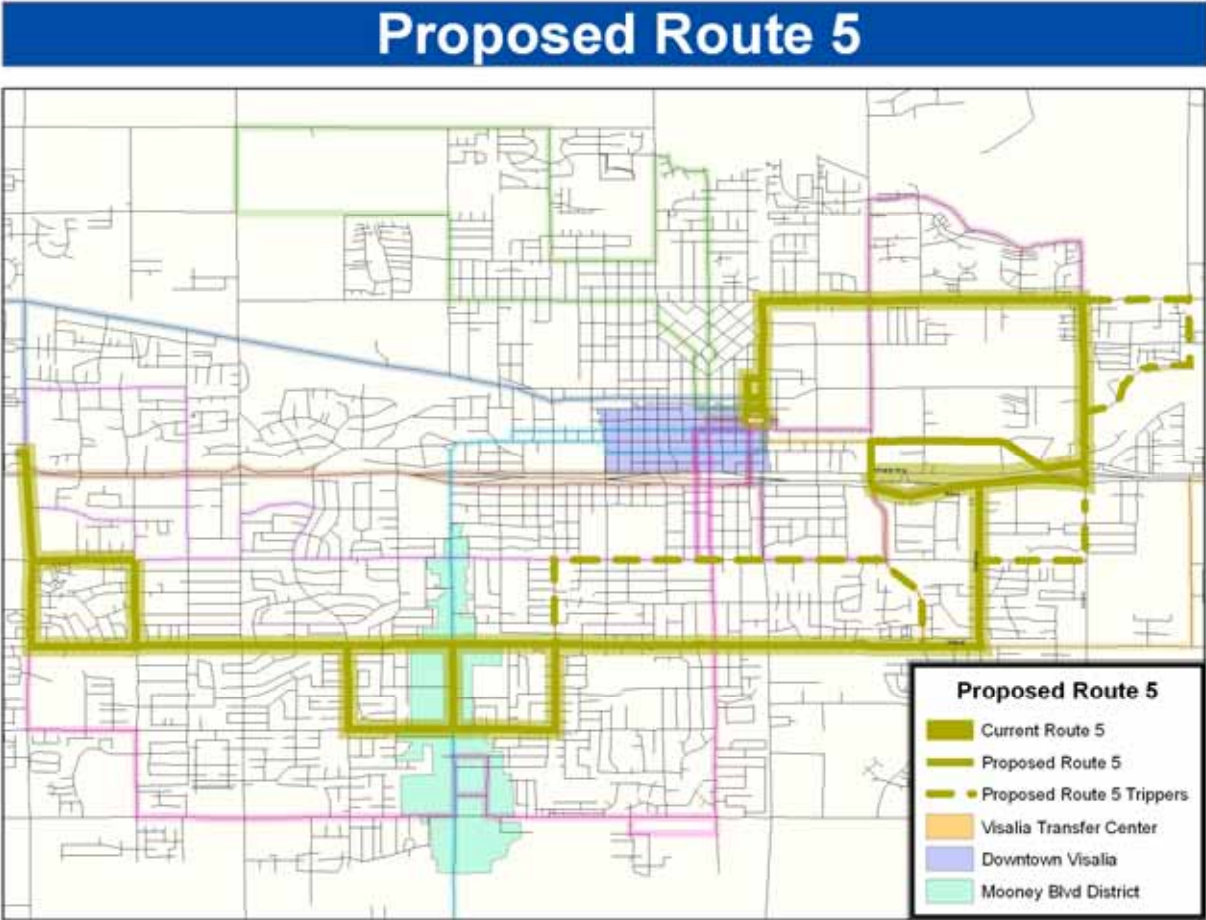 Proposed Route 5
Proposed Route 5
Current Route 5
Proposed Route 5
Proposed Route 5 Trippers
Visalia Transfer Center
Downtown Visalia
Mooney Blvd District